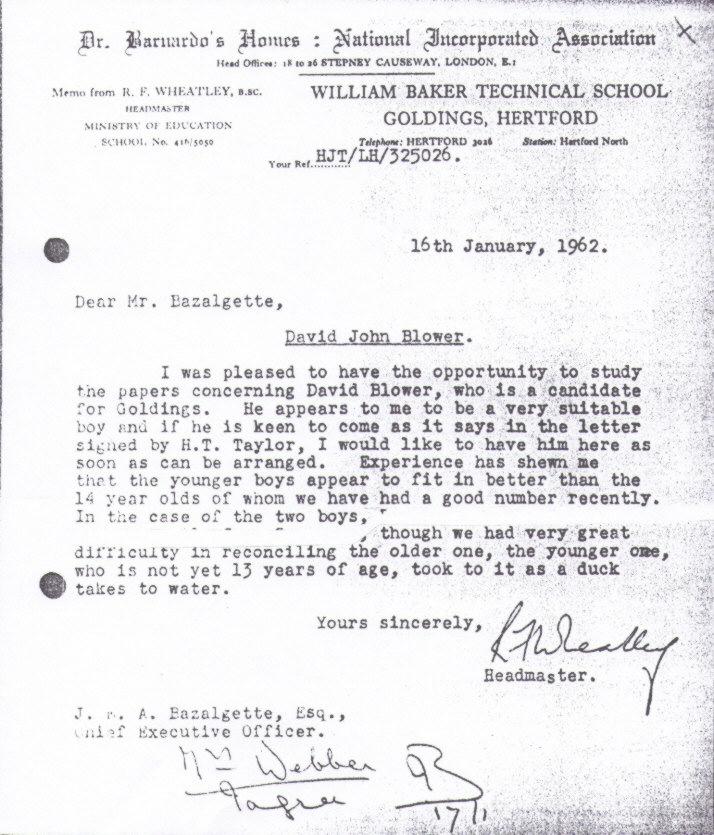 Dr. Barnardo's Homes : National Incorporated Association
Head Offices: 18 to 26 STEPNEY CAUSEWAY, LONDON, E.1
Memo from R. F. WHEATLEY, B.SC.
HEADMASTER
MINISTRY OF EDUCATION
SCHOOL No. 416/5050
WILLIAM BAKER TECHNICAL SCHOOL
GOLDINGS, HERTFORD
Telephone: HERTFORD 3026 Station: Hertford North
Your Ref. HJT/LH/325026.
16th January, 1962.
Dear Mr. Bazalgette,
David John Blower.
I was pleased to have the opportunity to study
the papers concerning David Blower, who is a candidate
for Goldings. He appears to me to be a very suitable
boy and if he is keen to come as it says in the letter
signed by H.T. Taylor, I would like to have him here as
soon as can be arranged. Experience has shewn me
that the younger boys appear to fit in better than the
14 year olds of whom we have had a good number recently.
In the case of the two boys,
, though we had very great
difficulty in reconciling the older one, the younger one,
who is not yet 13 years of age, took to it as a duck
takes to water.
Yours sincerely,
R F Wheatley
Headmaster.
J. A. Bazalgette, Esq.,
Chief Executive Officer.
Webber
I agree
17/1